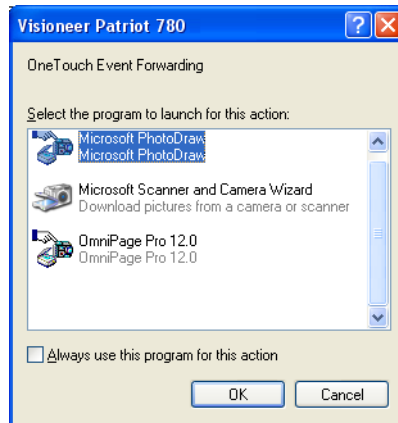 Visioneer Patriot 780
OneTouch Event Forwarding
Select the program to launch for this action:
Microsoft PhotoDraw
Microsoft PhotoDraw
Microsoft Scanner and Camera Wizard
Download pictures from a camera or scanner
OmniPage Pro 12.0
OmniPage Pro 12.0
Always use this program for this action
OK Cancel